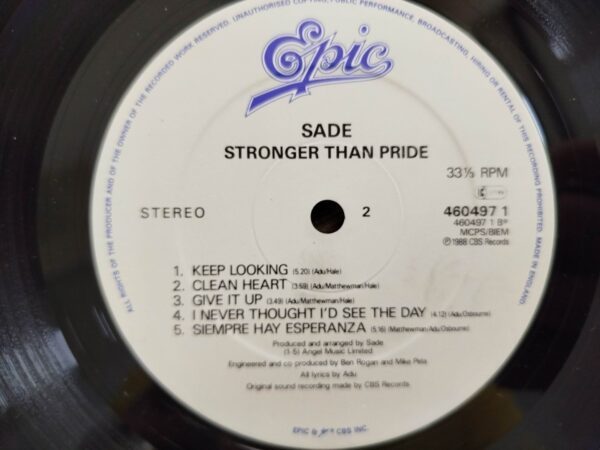 ALL RIGHTS OF THE PRODUCER AND OF THE OWNER OF THE RECORDED WORK RESERVED. UNAUTHORISED COPYING, PUBLIC PERFORMANCE, BROADCASTING, HIRING OR RENTAL OF THIS RECORDING PROHIBITED. MADE IN ENGLAND.
Epic
SADE
STRONGER THAN PRIDE
33⅓ RPM
STEREO
2
460497 1
460497 1 B
MCPS/BIEM
Ⓟ 1988 CBS Records
1. KEEP LOOKING (5.20) (Adu/Hale)
2. CLEAN HEART (3.59) (Adu/Matthewman/Hale)
3. GIVE IT UP (3.49) (Adu/Matthewman/Hale)
4. I NEVER THOUGHT I'D SEE THE DAY (4.12) (Adu/Osbourne)
5. SIEMPRE HAY ESPERANZA (5.16) (Matthewman/Adu/Osbourne)
Produced and arranged by Sade.
(1-5) Angel Music Limited.
Engineered and co produced by Ben Rogan and Mike Pela.
All lyrics by Adu.
Original sound recording made by CBS Records
EPIC & CBS INC.